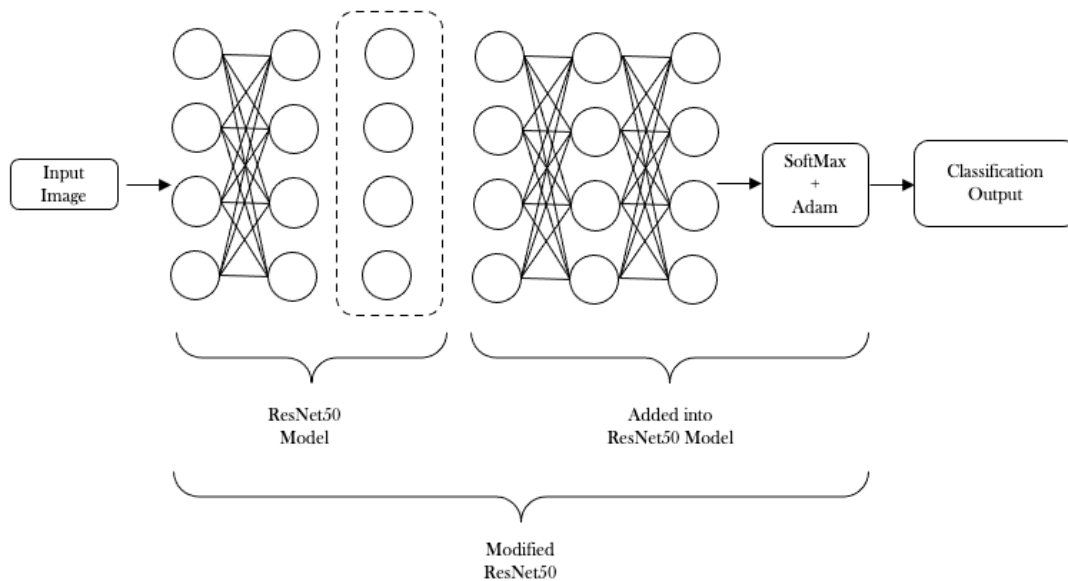 Input
Image
SoftMax
+
Adam
Classification
Output
ResNet50
Model
Added into
ResNet50 Model
Modified
ResNet50